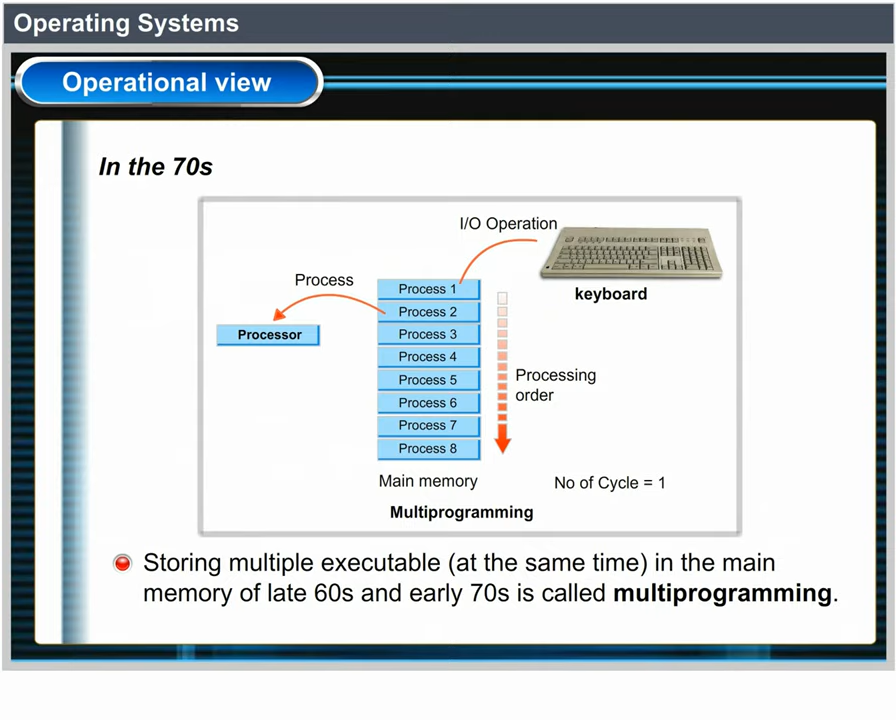 Operating Systems
Operational view
In the 70s
I/O Operation
keyboard
Process
Processor
Process 1
Process 2
Process 3
Process 4
Process 5
Process 6
Process 7
Process 8
Processing
order
Main memory
No of Cycle = 1
Multiprogramming
Storing multiple executable (at the same time) in the main
memory of late 60s and early 70s is called multiprogramming.